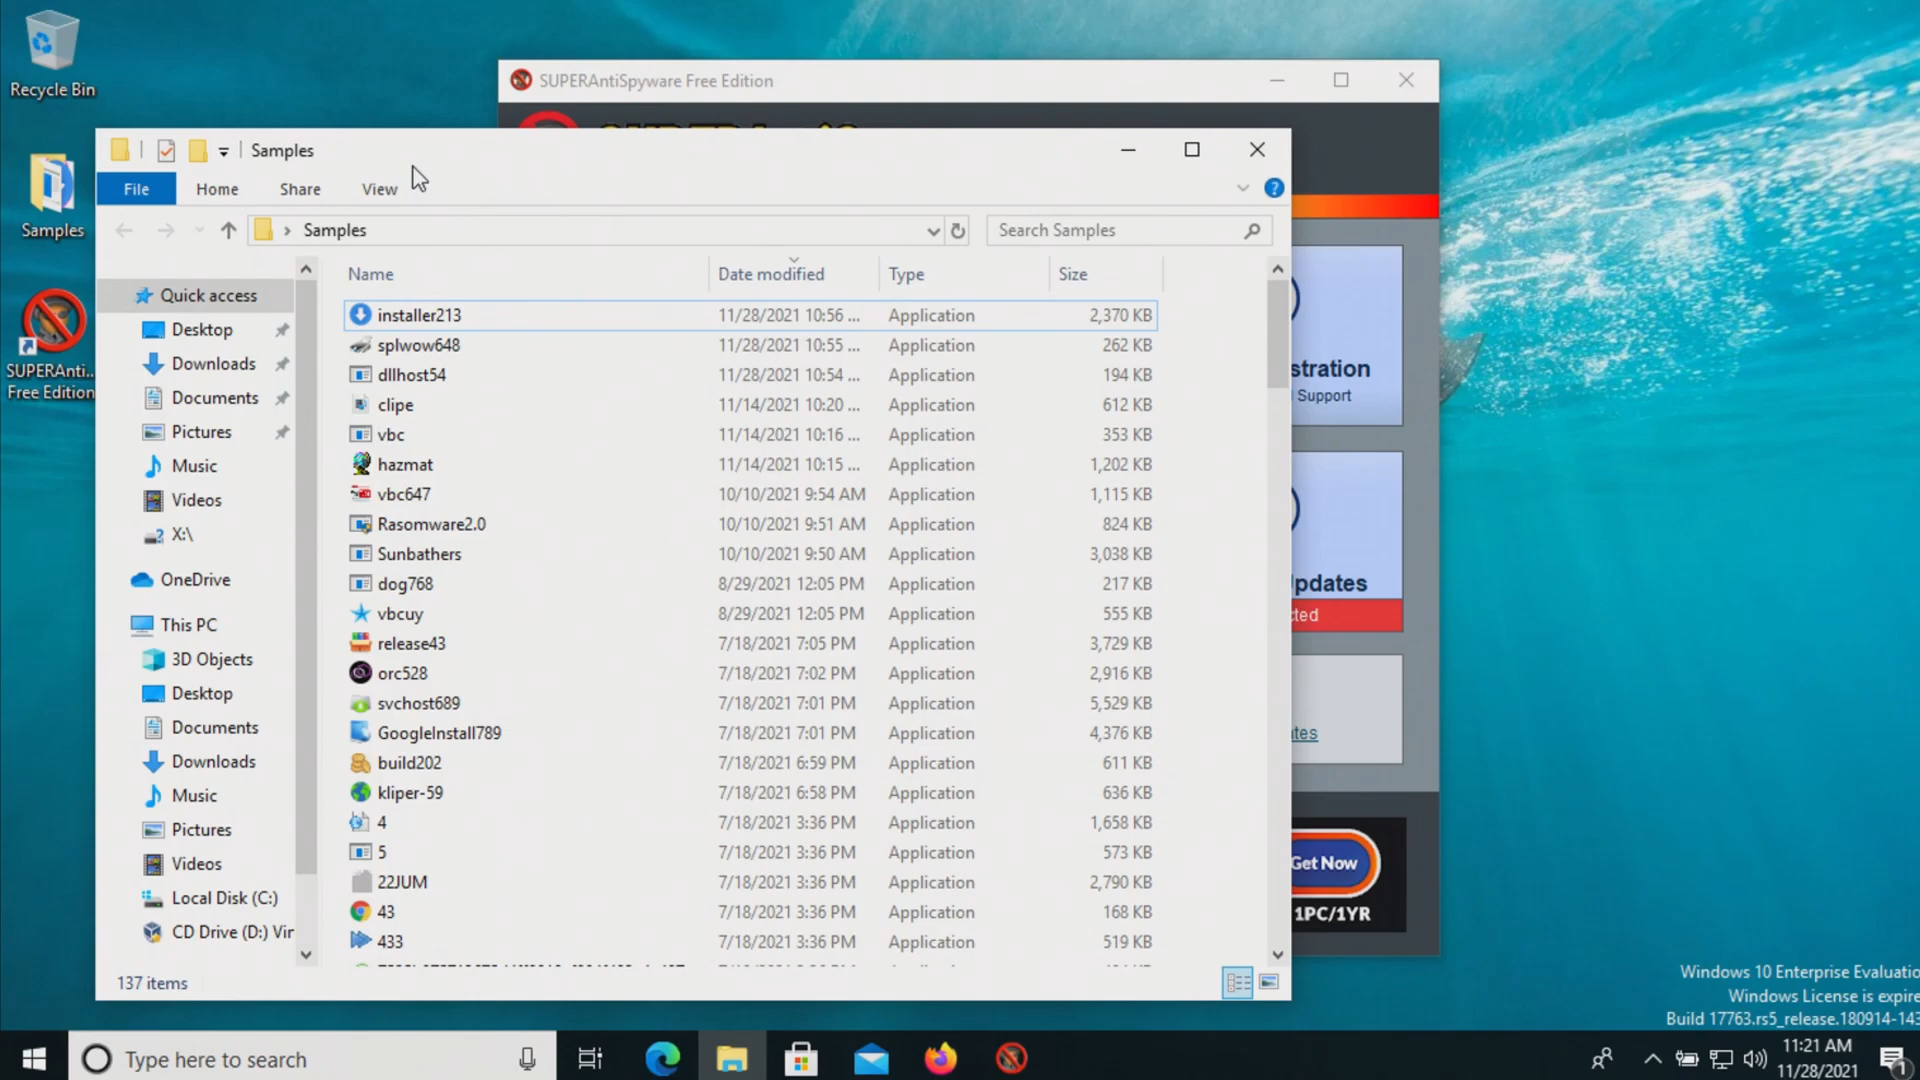 Recycle Bin
Samples
SUPERAnti...
Free Edition
SUPERAntiSpyware Free Edition
Samples
File Home Share View
Samples
Search Samples
Quick access
Desktop
Downloads
Documents
Pictures
Music
Videos
X:\
OneDrive
This PC
3D Objects
Desktop
Documents
Downloads
Music
Pictures
Videos
Local Disk (C:)
CD Drive (D:) Vir
Name Date modified Type Size
installer213 11/28/2021 10:56 ... Application 2,370 KB
splwow648 11/28/2021 10:55 ... Application 262 KB
dllhost54 11/28/2021 10:54 ... Application 194 KB
clipe 11/14/2021 10:20 ... Application 612 KB
vbc 11/14/2021 10:16 ... Application 353 KB
hazmat 11/14/2021 10:15 ... Application 1,202 KB
vbc647 10/10/2021 9:54 AM Application 1,115 KB
Rasomware2.0 10/10/2021 9:51 AM Application 824 KB
Sunbathers 10/10/2021 9:50 AM Application 3,038 KB
dog768 8/29/2021 12:05 PM Application 217 KB
vbcuy 8/29/2021 12:05 PM Application 555 KB
release43 7/18/2021 7:05 PM Application 3,729 KB
orc528 7/18/2021 7:02 PM Application 2,916 KB
svchost689 7/18/2021 7:01 PM Application 5,529 KB
GoogleInstall789 7/18/2021 7:01 PM Application 4,376 KB
build202 7/18/2021 6:59 PM Application 611 KB
kliper-59 7/18/2021 6:58 PM Application 636 KB
4 7/18/2021 3:36 PM Application 1,658 KB
5 7/18/2021 3:36 PM Application 573 KB
22JUM 7/18/2021 3:36 PM Application 2,790 KB
43 7/18/2021 3:36 PM Application 168 KB
433 7/18/2021 3:36 PM Application 519 KB
137 items
stration
Support
pdates
cted
tes
Get Now
1PC/1YR
Windows 10 Enterprise Evaluatio
Windows License is expire
Build 17763.rs5_release.180914-143
Type here to search
11:21 AM
11/28/2021
1